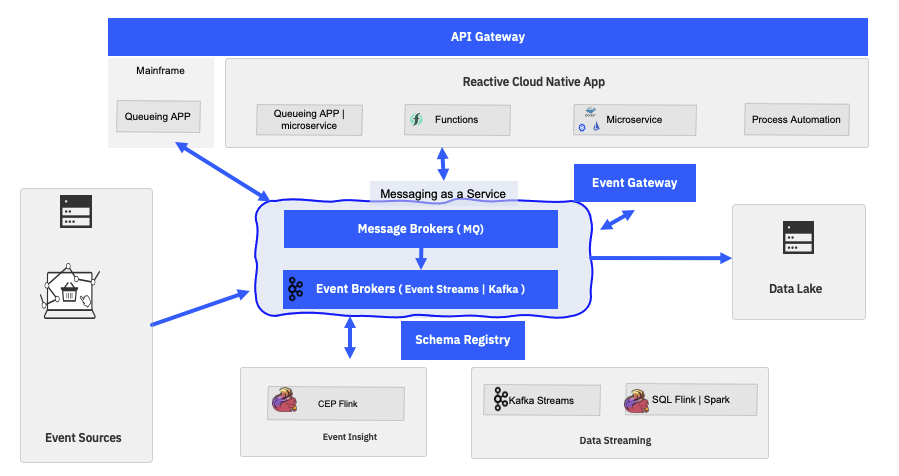 API Gateway
Mainframe
Queueing APP
Reactive Cloud Native App
Queueing APP |
microservice
Functions
Microservice
Process Automation
Messaging as a Service
Event Gateway
Message Brokers ( MQ)
Event Brokers ( Event Streams | Kafka )
Data Lake
Schema Registry
Event Sources
CEP Flink
Event Insight
Kafka Streams
SQL Flink | Spark
Data Streaming